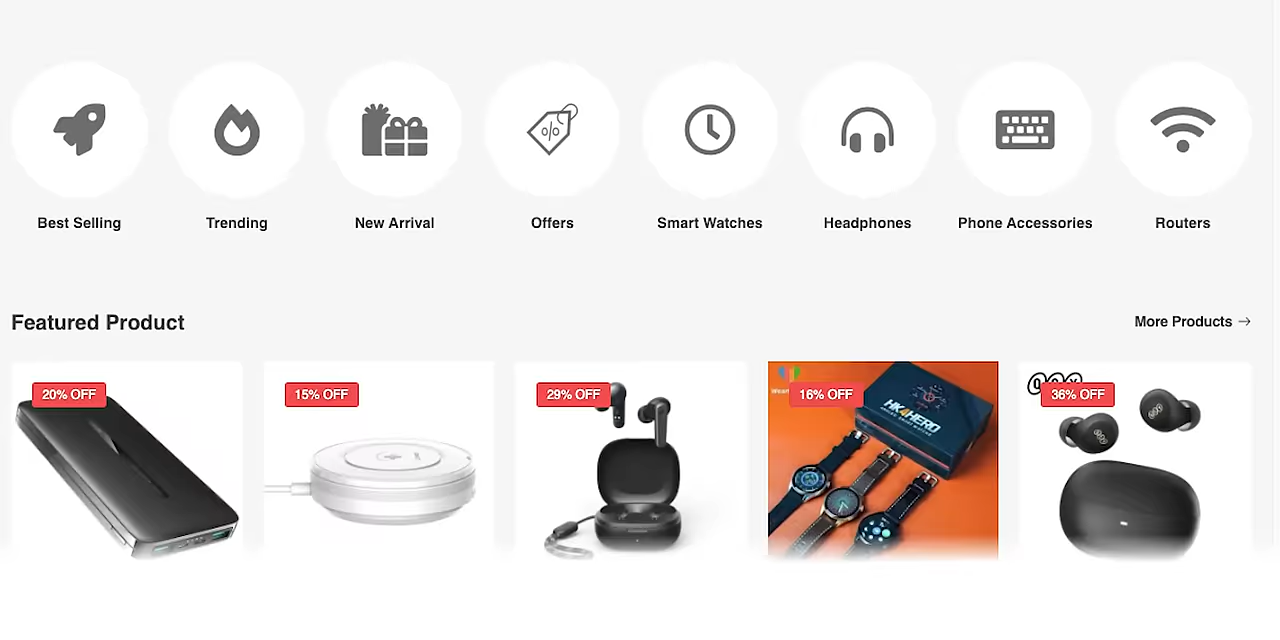 Best Selling
Trending
New Arrival
Offers
Smart Watches
Headphones
Phone Accessories
Routers
Featured Product
More Products →
20% OFF
15% OFF
29% OFF
16% OFF
HK4HERO
36% OFF